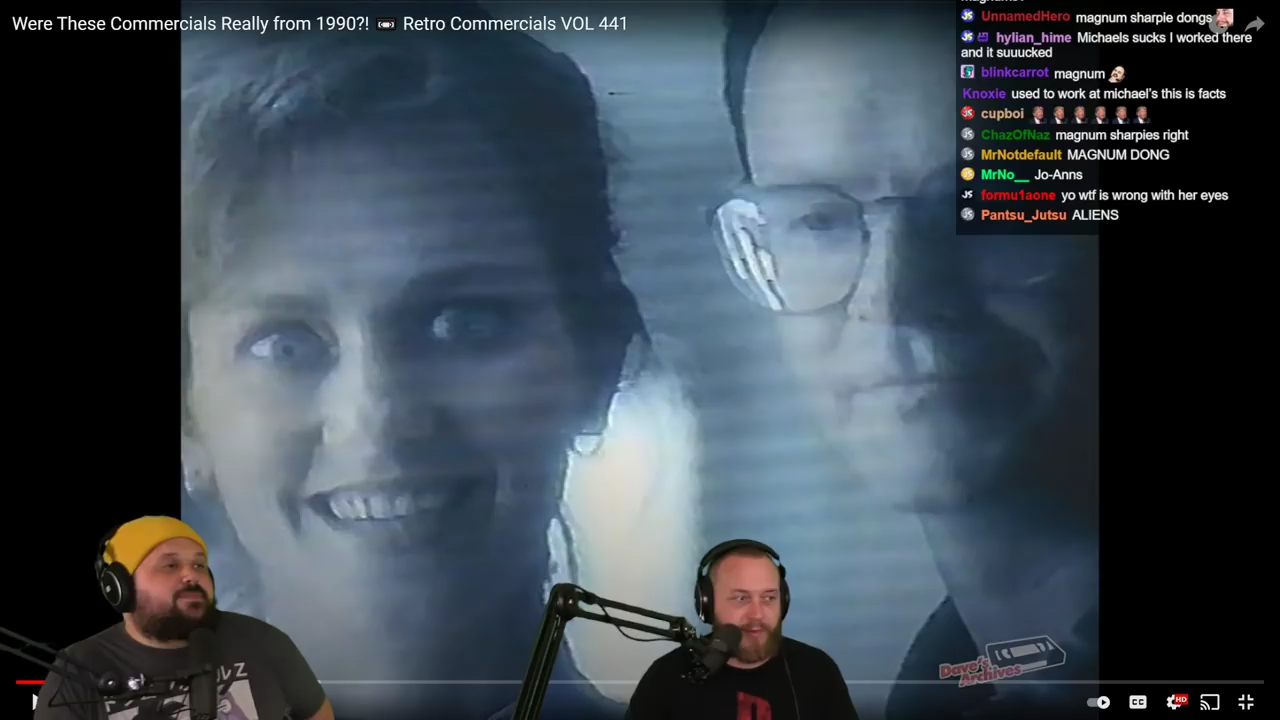 Were These Commercials Really from 1990?! 📼 Retro Commercials VOL 441
UnnamedHero magnum sharpie dongs
hylian_hime Michaels sucks I worked there
and it suuucked
blinkcarrot magnum
Knoxie used to work at michael's this is facts
cupboi
ChazOfNaz magnum sharpies right
MrNotdefault MAGNUM DONG
MrNo__ Jo-Anns
formu1aone yo wtf is wrong with her eyes
Pantsu_Jutsu ALIENS
Dave's
Archives
CC
HD